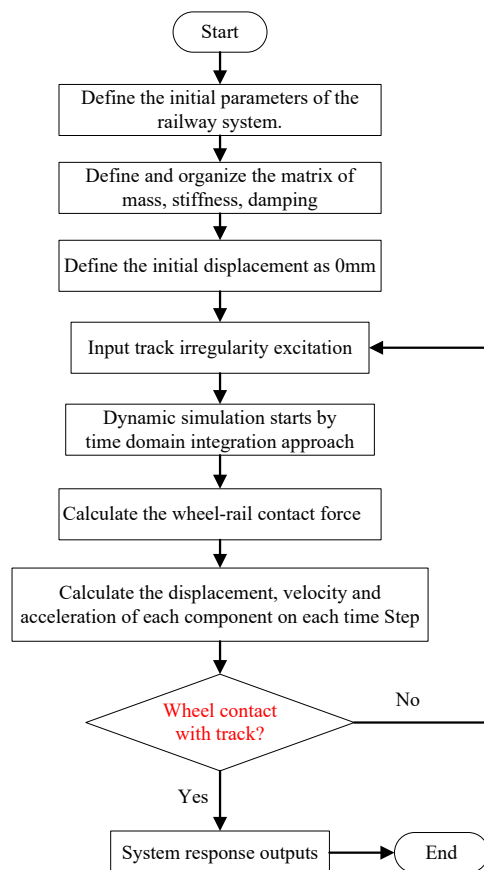 Start
Define the initial parameters of the
railway system.
Define and organize the matrix of
mass, stiffness, damping
Define the initial displacement as 0mm
Input track irregularity excitation
Dynamic simulation starts by
time domain integration approach
Calculate the wheel-rail contact force
Calculate the displacement, velocity and
acceleration of each component on each time Step
Wheel contact
with track?
No
Yes
System response outputs
End